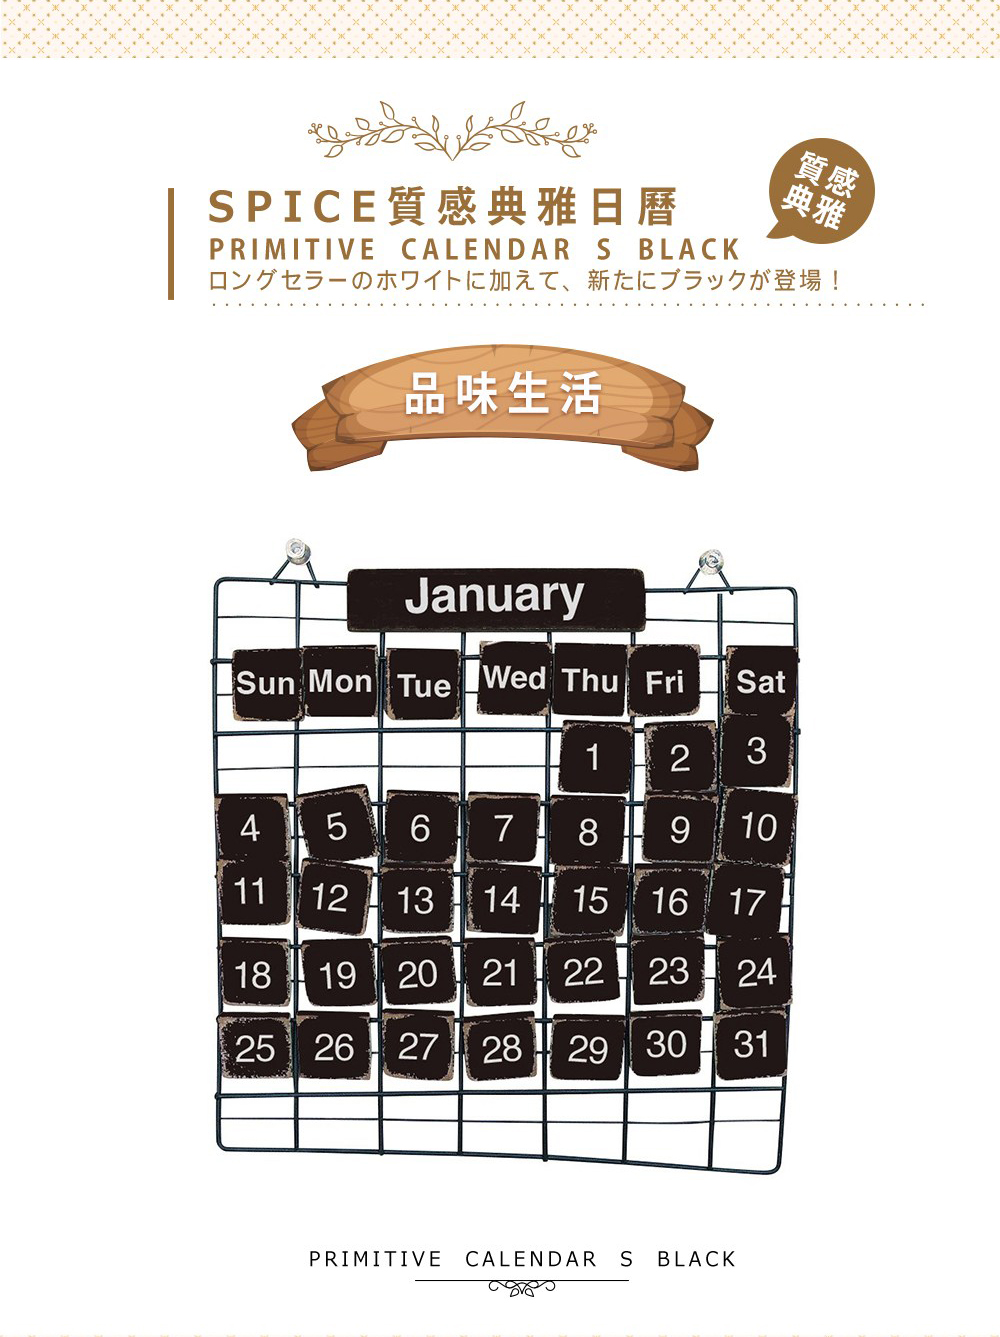 SPICE質感典雅日曆
質感
典雅
PRIMITIVE CALENDAR S BLACK
ロングセラーのホワイトに加えて、新たにブラックが登場！
品味生活
January
Sun Mon Tue Wed Thu Fri Sat
1 2 3
4 5 6 7 8 9 10
11 12 13 14 15 16 17
18 19 20 21 22 23 24
25 26 27 28 29 30 31
PRIMITIVE CALENDAR S BLACK